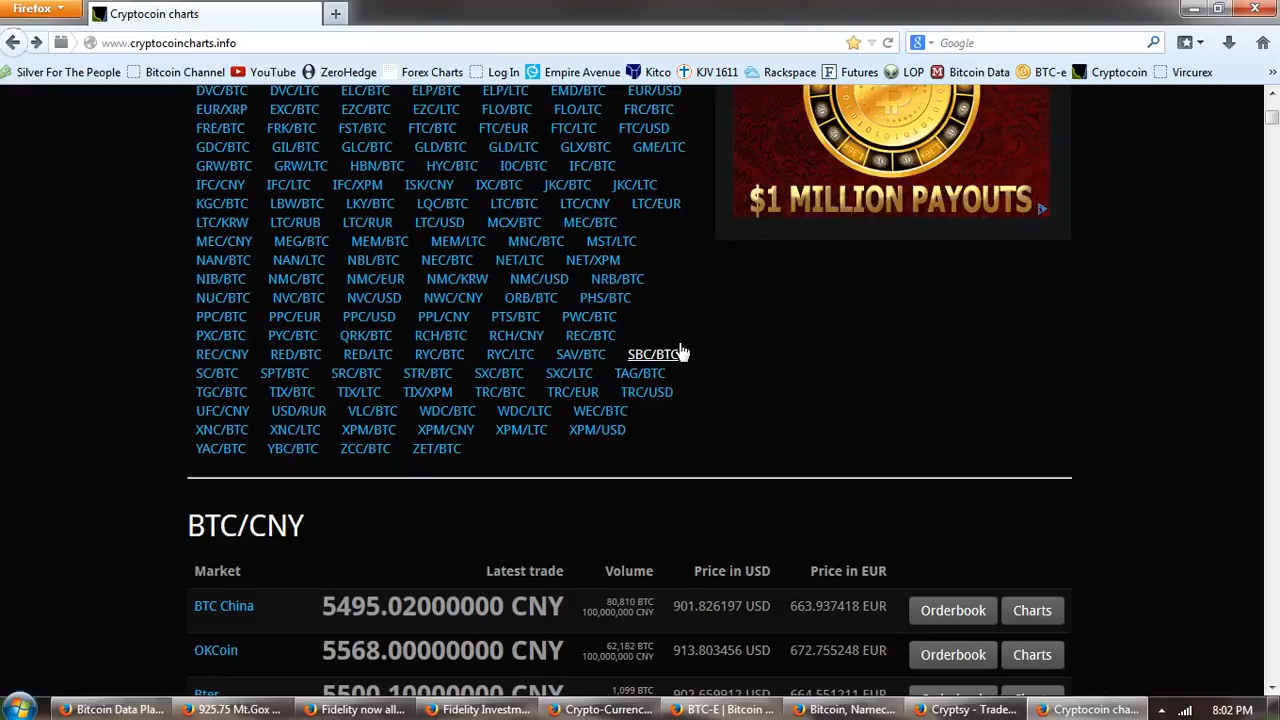 Firefox
Cryptocoin charts
www.cryptocoincharts.info
Google
Silver For The People Bitcoin Channel YouTube ZeroHedge Forex Charts Log In Empire Avenue Kitco KJV 1611 Rackspace Futures LOP Bitcoin Data BTC-e Cryptocoin Vircurex »
DVC/BTC DVC/LTC ELC/BTC ELP/BTC ELP/LTC EMD/BTC EUR/USD
EUR/XRP EXC/BTC EZC/BTC EZC/LTC FLO/BTC FLO/LTC FRC/BTC
FRE/BTC FRK/BTC FST/BTC FTC/BTC FTC/EUR FTC/LTC FTC/USD
GDC/BTC GIL/BTC GLC/BTC GLD/BTC GLD/LTC GLX/BTC GME/LTC
GRW/BTC GRW/LTC HBN/BTC HYC/BTC I0C/BTC IFC/BTC
IFC/CNY IFC/LTC IFC/XPM ISK/CNY IXC/BTC JKC/BTC JKC/LTC
KGC/BTC LBW/BTC LKY/BTC LQC/BTC LTC/BTC LTC/CNY LTC/EUR
LTC/KRW LTC/RUB LTC/RUR LTC/USD MCX/BTC MEC/BTC
MEC/CNY MEG/BTC MEM/BTC MEM/LTC MNC/BTC MST/LTC
NAN/BTC NAN/LTC NBL/BTC NEC/BTC NET/LTC NET/XPM
NIB/BTC NMC/BTC NMC/EUR NMC/KRW NMC/USD NRB/BTC
NUC/BTC NVC/BTC NVC/USD NWC/CNY ORB/BTC PHS/BTC
PPC/BTC PPC/EUR PPC/USD PPL/CNY PTS/BTC PWC/BTC
PXC/BTC PYC/BTC QRK/BTC RCH/BTC RCH/CNY REC/BTC
REC/CNY RED/BTC RED/LTC RYC/BTC RYC/LTC SAV/BTC SBC/BTC
SC/BTC SPT/BTC SRC/BTC STR/BTC SXC/BTC SXC/LTC TAG/BTC
TGC/BTC TIX/BTC TIX/LTC TIX/XPM TRC/BTC TRC/EUR TRC/USD
UFC/CNY USD/RUR VLC/BTC WDC/BTC WDC/LTC WEC/BTC
XNC/BTC XNC/LTC XPM/BTC XPM/CNY XPM/LTC XPM/USD
YAC/BTC YBC/BTC ZCC/BTC ZET/BTC
$1 MILLION PAYOUTS
BTC/CNY
Market Latest trade Volume Price in USD Price in EUR
BTC China 5495.02000000 CNY 80,810 BTC 100,000,000 CNY 901.826197 USD 663.937418 EUR Orderbook Charts
OKCoin 5568.00000000 CNY 62,182 BTC 100,000,000 CNY 913.803456 USD 672.755248 EUR Orderbook Charts
Bter 5500.10000000 CNY 1,099 BTC 902.659912 USD 664.551211 EUR
Bitcoin Data Pla... 925.75 Mt.Gox ... Fidelity now all... Fidelity Investm... Crypto-Currenc... BTC-E | Bitcoin ... Bitcoin, Namec... Cryptsy - Trade... Cryptocoin cha... 8:02 PM